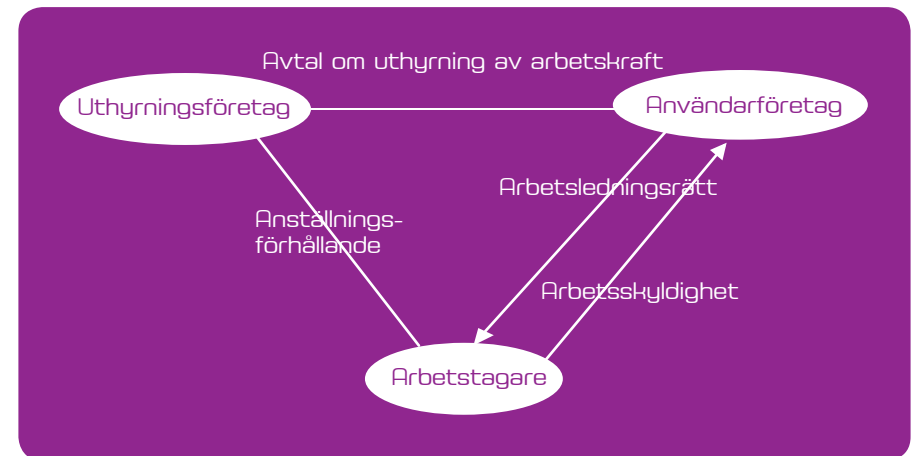 Avtal om uthyrning av arbetskraft
Uthyrningsföretag
Användarföretag
Arbetsledningsrätt
Anställnings-
förhållande
Arbetsskyldighet
Arbetstagare